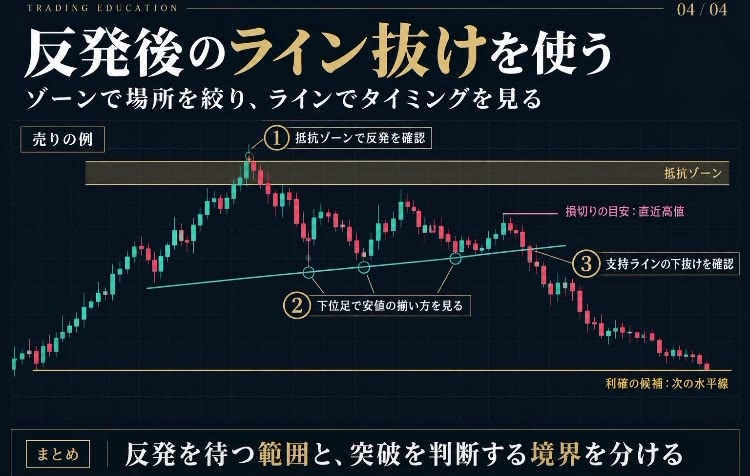 TRADING EDUCATION
04 / 04
反発後のライン抜けを使う
ゾーンで場所を絞り、ラインでタイミングを見る
売りの例
1 抵抗ゾーンで反発を確認
抵抗ゾーン
損切りの目安：直近高値
3 支持ラインの下抜けを確認
2 下位足で安値の揃い方を見る
利確の候補：次の水平線
まとめ
反発を待つ範囲と、突破を判断する境界を分ける